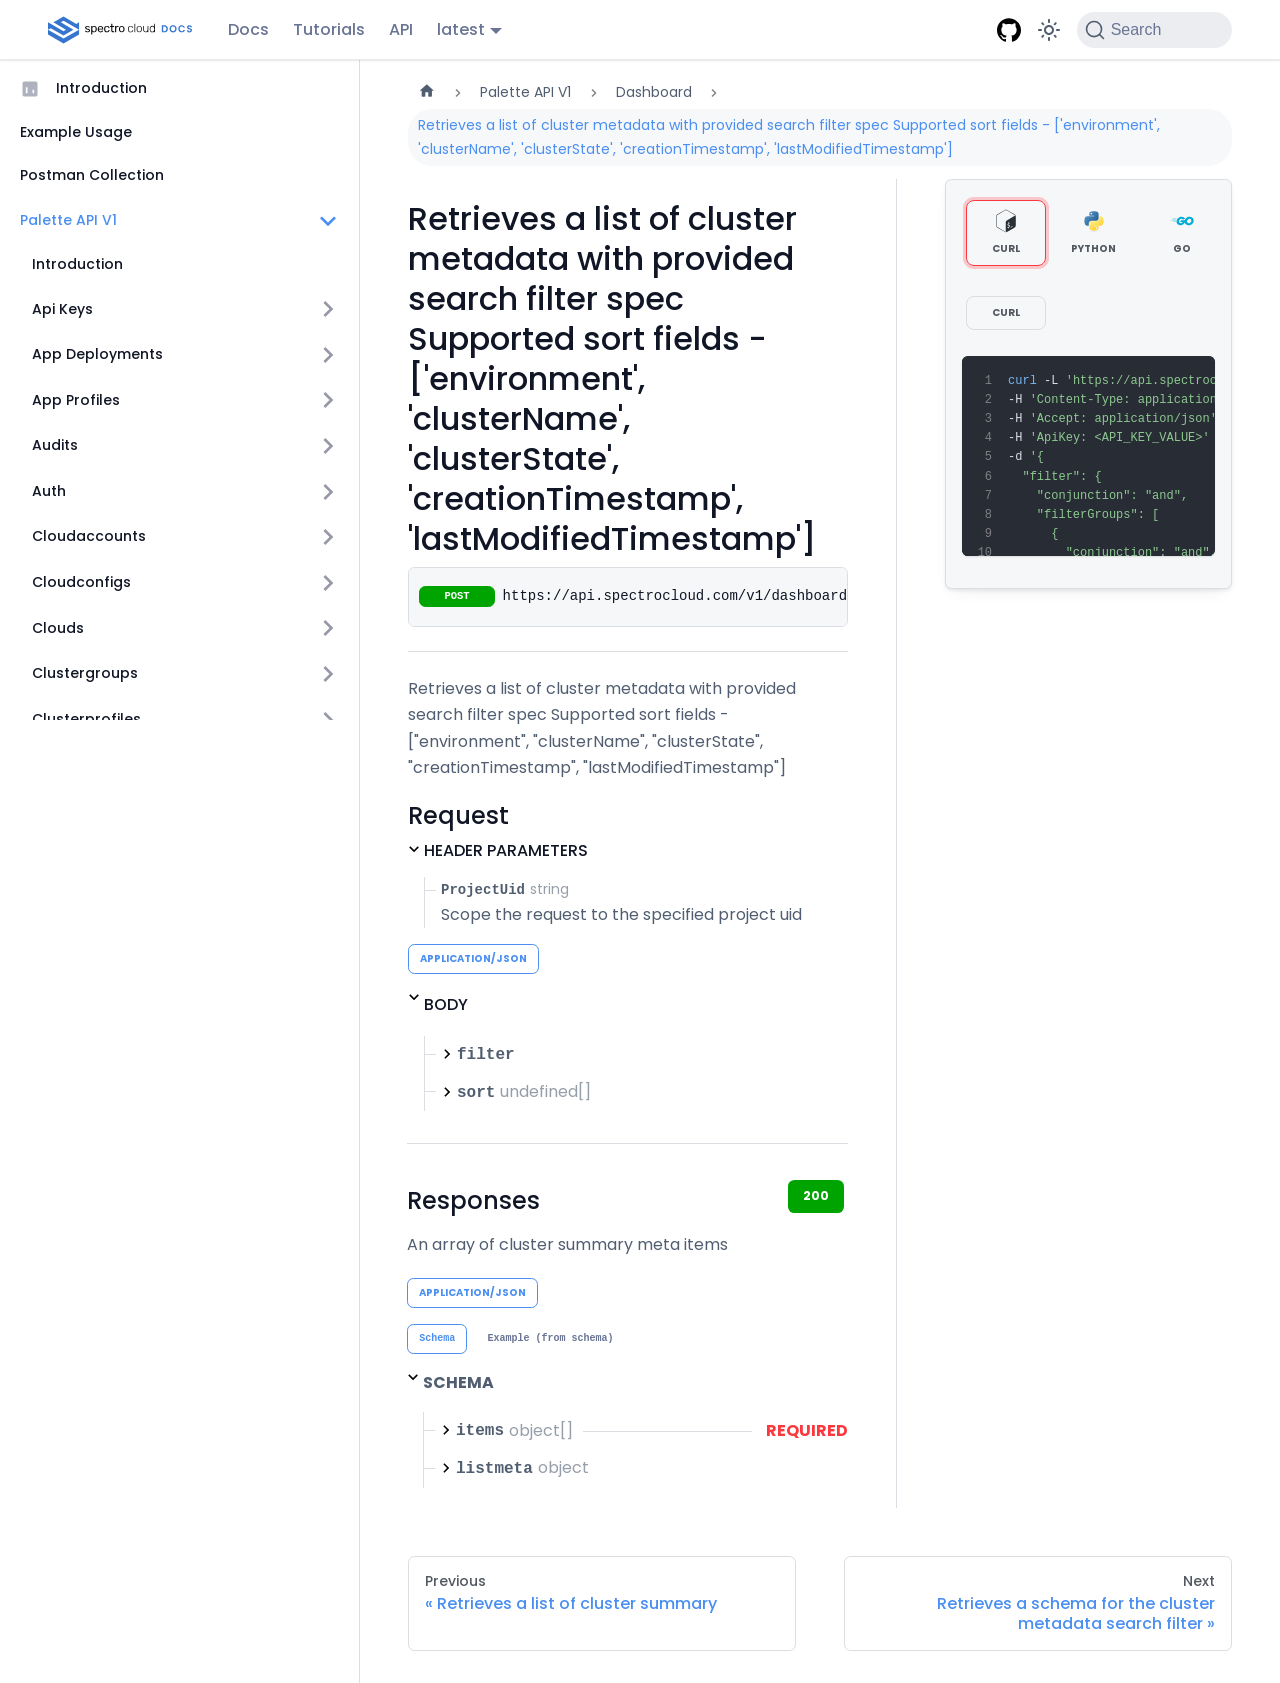 spectro cloud DOCS
Docs
Tutorials
API
latest
Search
Introduction
Example Usage
Postman Collection
Palette API V1
Introduction
Api Keys
App Deployments
App Profiles
Audits
Auth
Cloudaccounts
Cloudconfigs
Clouds
Clustergroups
Clusterprofiles
Palette API V1
Dashboard
Retrieves a list of cluster metadata with provided search filter spec Supported sort fields - ['environment',
'clusterName', 'clusterState', 'creationTimestamp', 'lastModifiedTimestamp']
Retrieves a list of cluster
metadata with provided
search filter spec
Supported sort fields -
['environment',
'clusterName',
'clusterState',
'creationTimestamp',
'lastModifiedTimestamp']
POST https://api.spectrocloud.com/v1/dashboard
Retrieves a list of cluster metadata with provided
search filter spec Supported sort fields -
["environment", "clusterName", "clusterState",
"creationTimestamp", "lastModifiedTimestamp"]
Request
HEADER PARAMETERS
ProjectUid string
Scope the request to the specified project uid
APPLICATION/JSON
BODY
filter
sort undefined[]
Responses
200
An array of cluster summary meta items
APPLICATION/JSON
Schema
Example (from schema)
SCHEMA
items object[] REQUIRED
listmeta object
CURL
PYTHON
GO
CURL
1 curl -L 'https://api.spectroc
2 -H 'Content-Type: application
3 -H 'Accept: application/json'
4 -H 'ApiKey: <API_KEY_VALUE>'
5 -d '{
6 "filter": {
7 "conjunction": "and",
8 "filterGroups": [
9 {
10 "conjunction": "and"
Previous
« Retrieves a list of cluster summary
Next
Retrieves a schema for the cluster
metadata search filter »